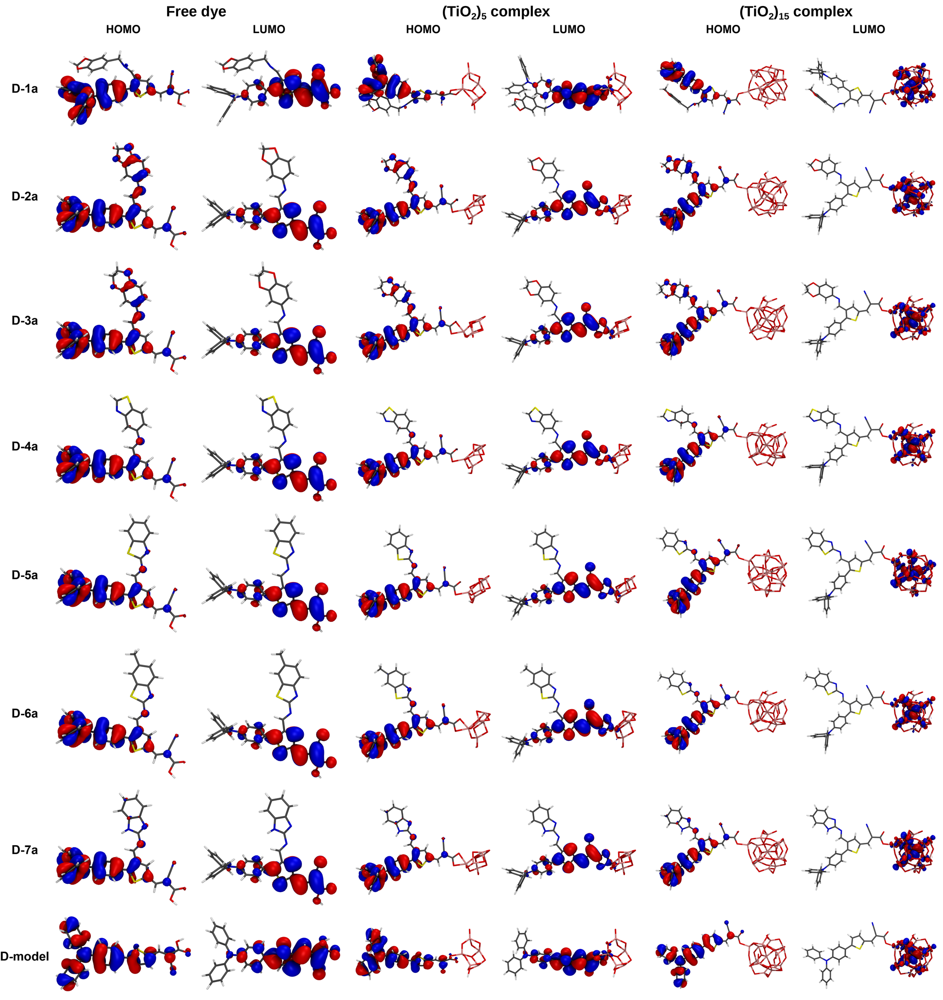 Free dye (TiO₂)₅ complex (TiO₂)₁₅ complex
HOMO LUMO HOMO LUMO HOMO LUMO
D-1a
D-2a
D-3a
D-4a
D-5a
D-6a
D-7a
D-model